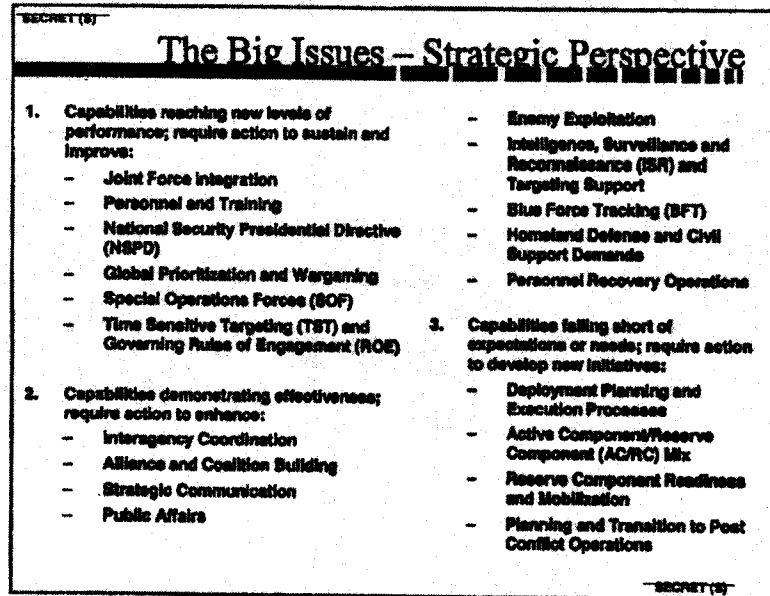 SECRET (S)
The Big Issues – Strategic Perspective
1. Capabilities reaching new levels of
performance; require action to sustain and
improve:
– Joint Force Integration
– Personnel and Training
– National Security Presidential Directive
(NSPD)
– Global Prioritization and Wargaming
– Special Operations Forces (SOF)
– Time Sensitive Targeting (TST) and
Governing Rules of Engagement (ROE)
2. Capabilities demonstrating effectiveness;
require action to enhance:
– Interagency Coordination
– Alliance and Coalition Building
– Strategic Communication
– Public Affairs
– Enemy Exploitation
– Intelligence, Surveillance and
Reconnaissance (ISR) and
Targeting Support
– Blue Force Tracking (BFT)
– Homeland Defense and Civil
Support Demands
– Personnel Recovery Operations
3. Capabilities falling short of
expectations or needs; require action
to develop new initiatives:
– Deployment Planning and
Execution Processes
– Active Component/Reserve
Component (AC/RC) Mix
– Reserve Component Readiness
and Mobilization
– Planning and Transition to Post
Conflict Operations
SECRET (S)